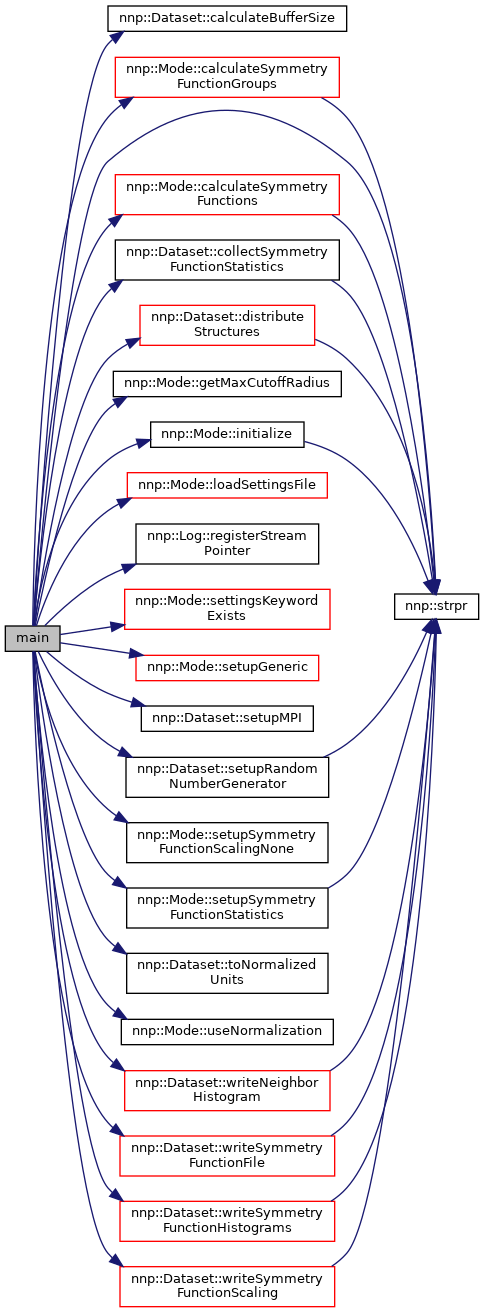 nnp::Dataset::calculateBufferSize
nnp::Mode::calculateSymmetry
FunctionGroups
nnp::Mode::calculateSymmetry
Functions
nnp::Dataset::collectSymmetry
FunctionStatistics
nnp::Dataset::distribute
Structures
nnp::Mode::getMaxCutoffRadius
nnp::Mode::initialize
nnp::Mode::loadSettingsFile
nnp::Log::registerStream
Pointer
nnp::strpr
nnp::Mode::settingsKeyword
Exists
main
nnp::Mode::setupGeneric
nnp::Dataset::setupMPI
nnp::Dataset::setupRandom
NumberGenerator
nnp::Mode::setupSymmetry
FunctionScalingNone
nnp::Mode::setupSymmetry
FunctionStatistics
nnp::Dataset::toNormalized
Units
nnp::Mode::useNormalization
nnp::Dataset::writeNeighbor
Histogram
nnp::Dataset::writeSymmetry
FunctionFile
nnp::Dataset::writeSymmetry
FunctionHistograms
nnp::Dataset::writeSymmetry
FunctionScaling